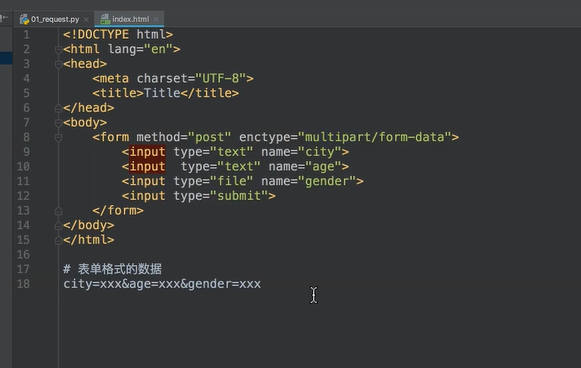 01_request.py index.html
1 <!DOCTYPE html>
2 <html lang="en">
3 <head>
4 <meta charset="UTF-8">
5 <title>Title</title>
6 </head>
7 <body>
8 <form method="post" enctype="multipart/form-data">
9 <input type="text" name="city">
10 <input  type="text" name="age">
11 <input type="file" name="gender">
12 <input type="submit">
13 </form>
14 </body>
15 </html>
16
17 # 表单格式的数据
18 city=xxx&age=xxx&gender=xxx